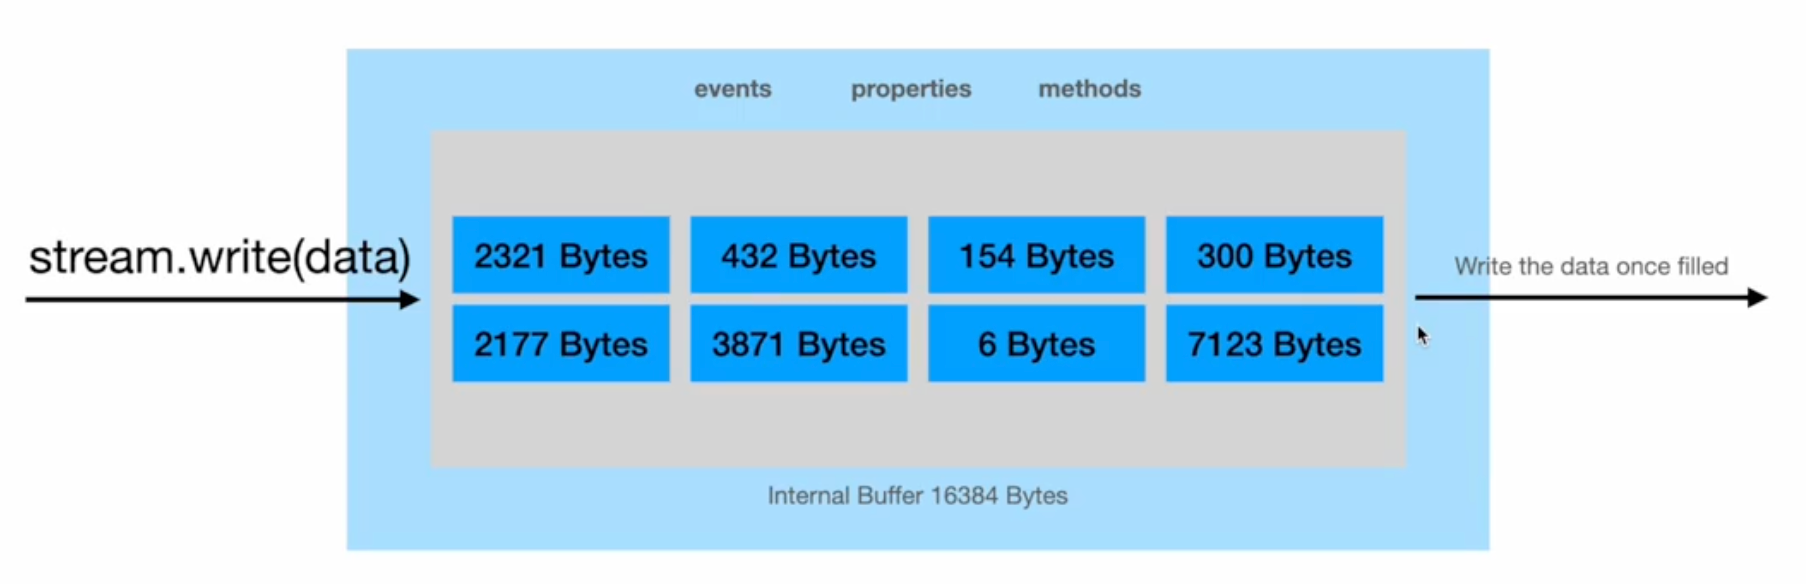 events properties methods
stream.write(data)
2321 Bytes 432 Bytes 154 Bytes 300 Bytes
Write the data once filled
2177 Bytes 3871 Bytes 6 Bytes 7123 Bytes
Internal Buffer 16384 Bytes